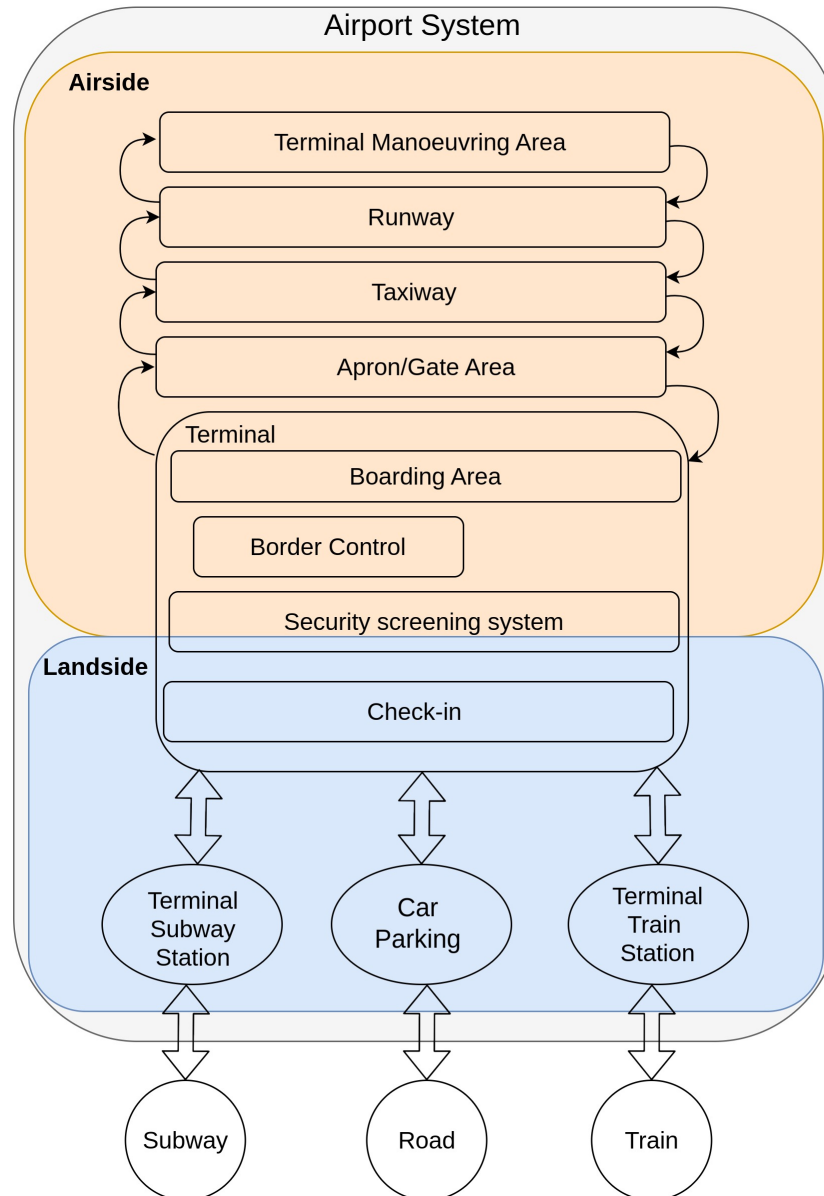 Airport System
Airside
Terminal Manoeuvring Area
Runway
Taxiway
Apron/Gate Area
Terminal
Boarding Area
Border Control
Security screening system
Landside
Check-in
Terminal
Subway
Station
Car
Parking
Terminal
Train
Station
Subway
Road
Train